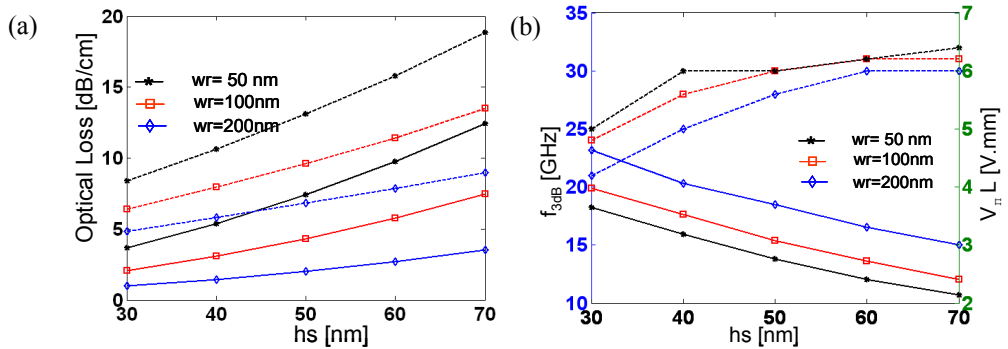 (a)
Optical Loss [dB/cm]
20
15
10
5
0
wr= 50 nm
wr=100nm
wr=200nm
30 40 50 60 70
hs [nm]
(b)
f3dB [GHz]
35
30
25
20
15
10
wr= 50 nm
wr=100nm
wr=200nm
7
6
5
4
3
2
Vπ L [V.mm]
30 40 50 60 70
hs [nm]